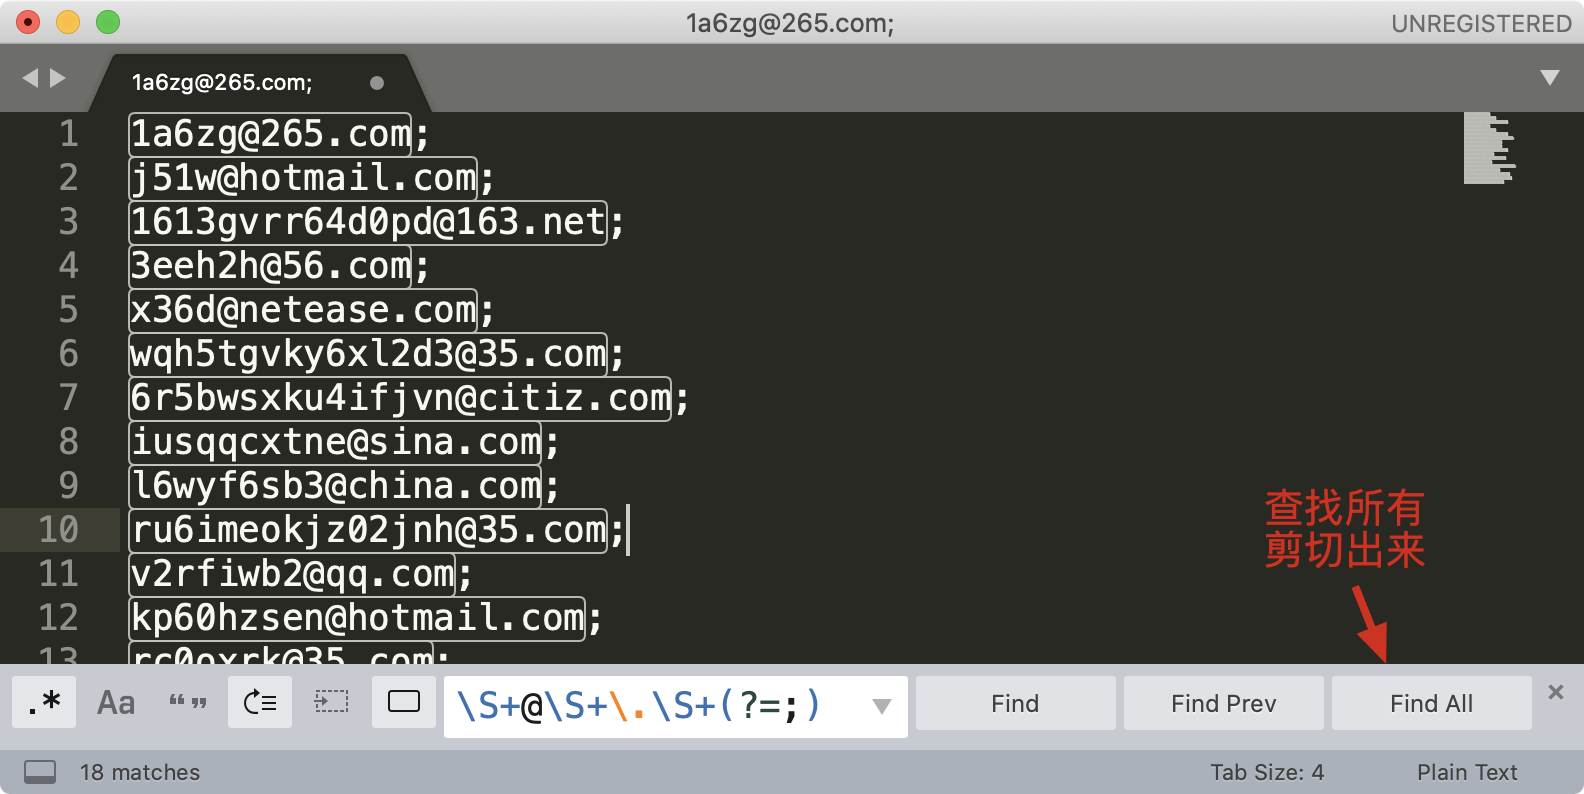 1a6zg@265.com;
UNREGISTERED
1a6zg@265.com;
1 1a6zg@265.com;
2 j51w@hotmail.com;
3 1613gvrr64d0pd@163.net;
4 3eeh2h@56.com;
5 x36d@netease.com;
6 wqh5tgvky6xl2d3@35.com;
7 6r5bwsxku4ifjvn@citiz.com;
8 iusqqcxtne@sina.com;
9 l6wyf6sb3@china.com;
10 ru6imeokjz02jnh@35.com;
11 v2rfiwb2@qq.com;
12 kp60hzsen@hotmail.com;
13 rc0oxrk@35.com;
查找所有
剪切出来
.* Aa “” \S+@\S+\.\S+(?=;) Find Find Prev Find All ×
18 matches Tab Size: 4 Plain Text